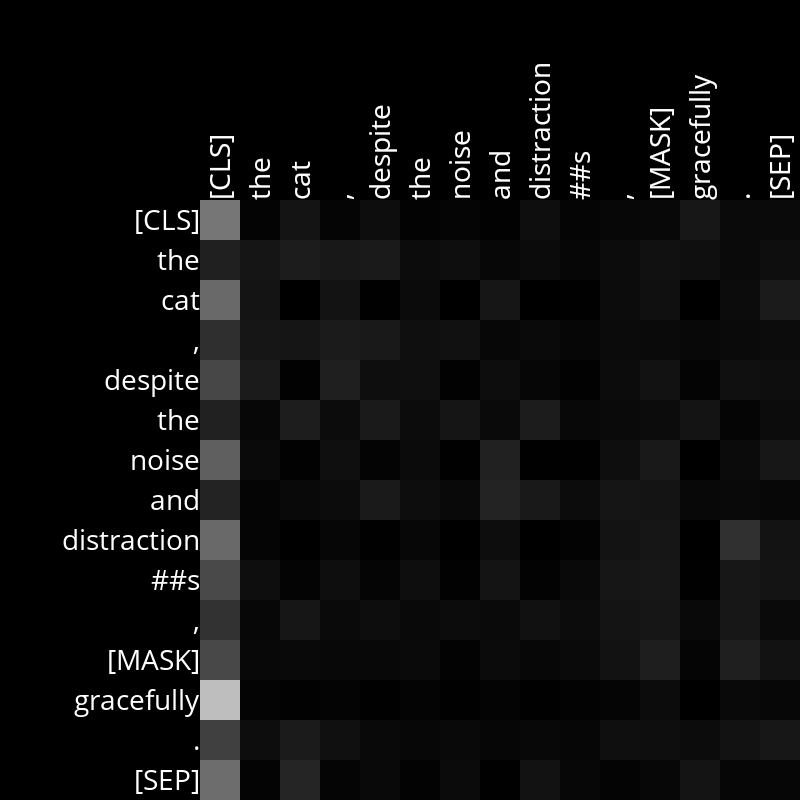 [CLS] the cat , despite the noise and distraction ##s , [MASK] gracefully . [SEP]
[CLS]
the
cat
,
despite
the
noise
and
distraction
##s
,
[MASK]
gracefully
.
[SEP]